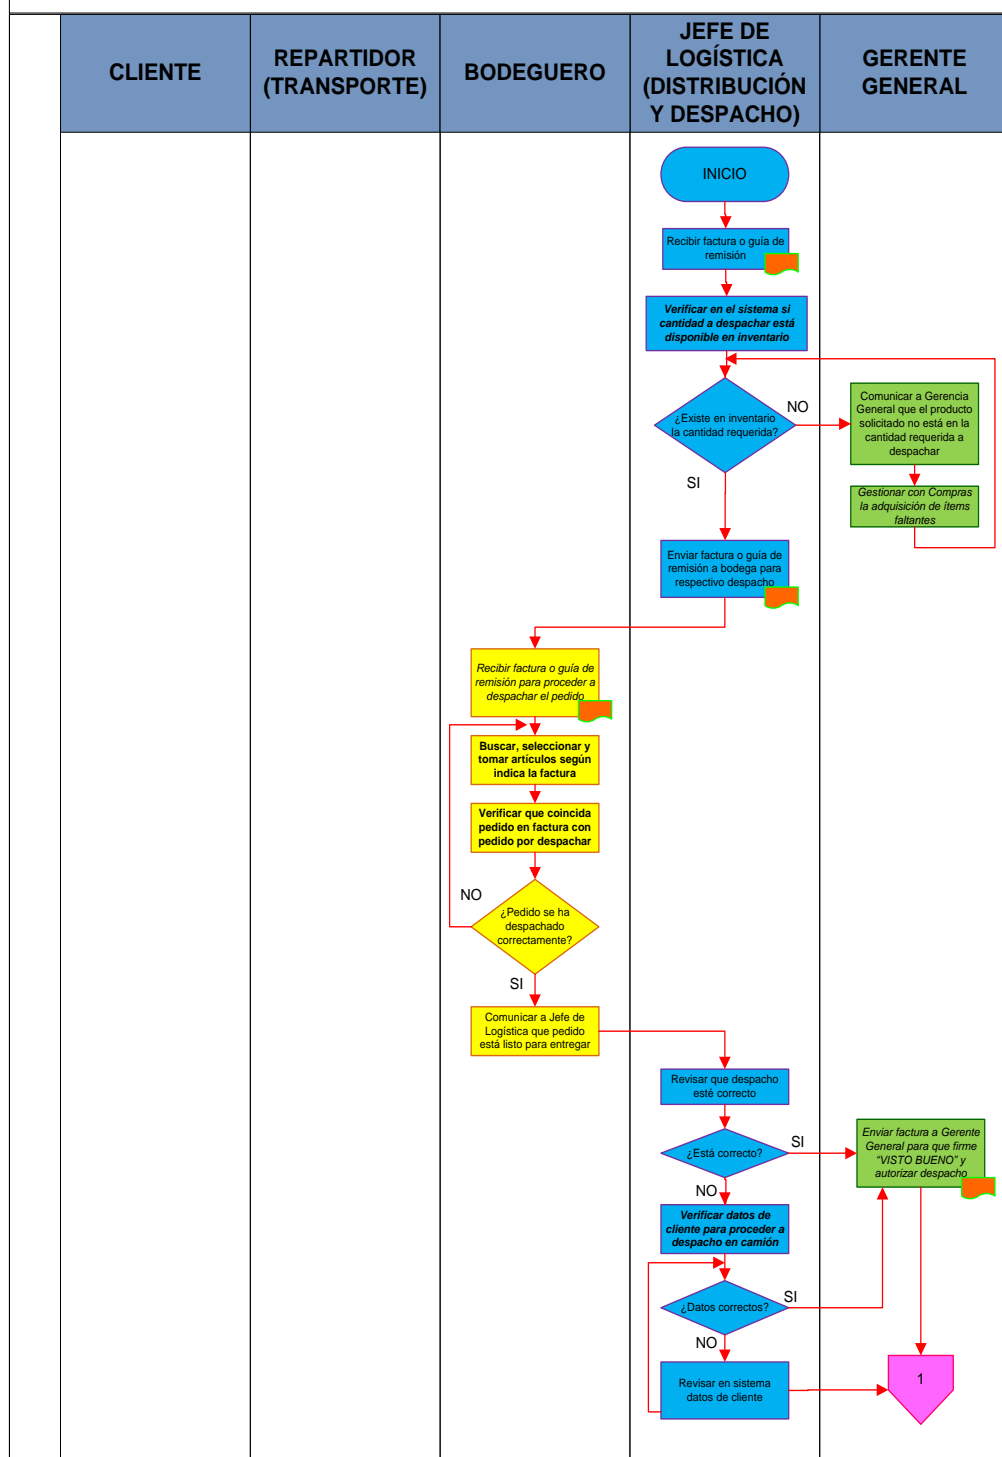 CLIENTE
REPARTIDOR
(TRANSPORTE)
BODEGUERO
JEFE DE
LOGÍSTICA
(DISTRIBUCIÓN
Y DESPACHO)
GERENTE
GENERAL
INICIO
Recibir factura o guía de
remisión
Verificar en el sistema si
cantidad a despachar está
disponible en inventario
¿Existe en inventario
la cantidad requerida?
NO
Comunicar a Gerencia
General que el producto
solicitado no está en la
cantidad requerida a
despachar
SI
Gestionar con Compras
la adquisición de ítems
faltantes
Enviar factura o guía de
remisión a bodega para
respectivo despacho
Recibir factura o guía de
remisión para proceder a
despachar el pedido
Buscar, seleccionar y
tomar artículos según
indica la factura
Verificar que coincida
pedido en factura con
pedido por despachar
NO
¿Pedido se ha
despachado
correctamente?
SI
Comunicar a Jefe de
Logística que pedido
está listo para entregar
Revisar que despacho
esté correcto
¿Está correcto?
SI
Enviar factura a Gerente
General para que firme
“VISTO BUENO” y
autorizar despacho
NO
Verificar datos de
cliente para proceder a
despacho en camión
¿Datos correctos?
SI
NO
Revisar en sistema
datos de cliente
1